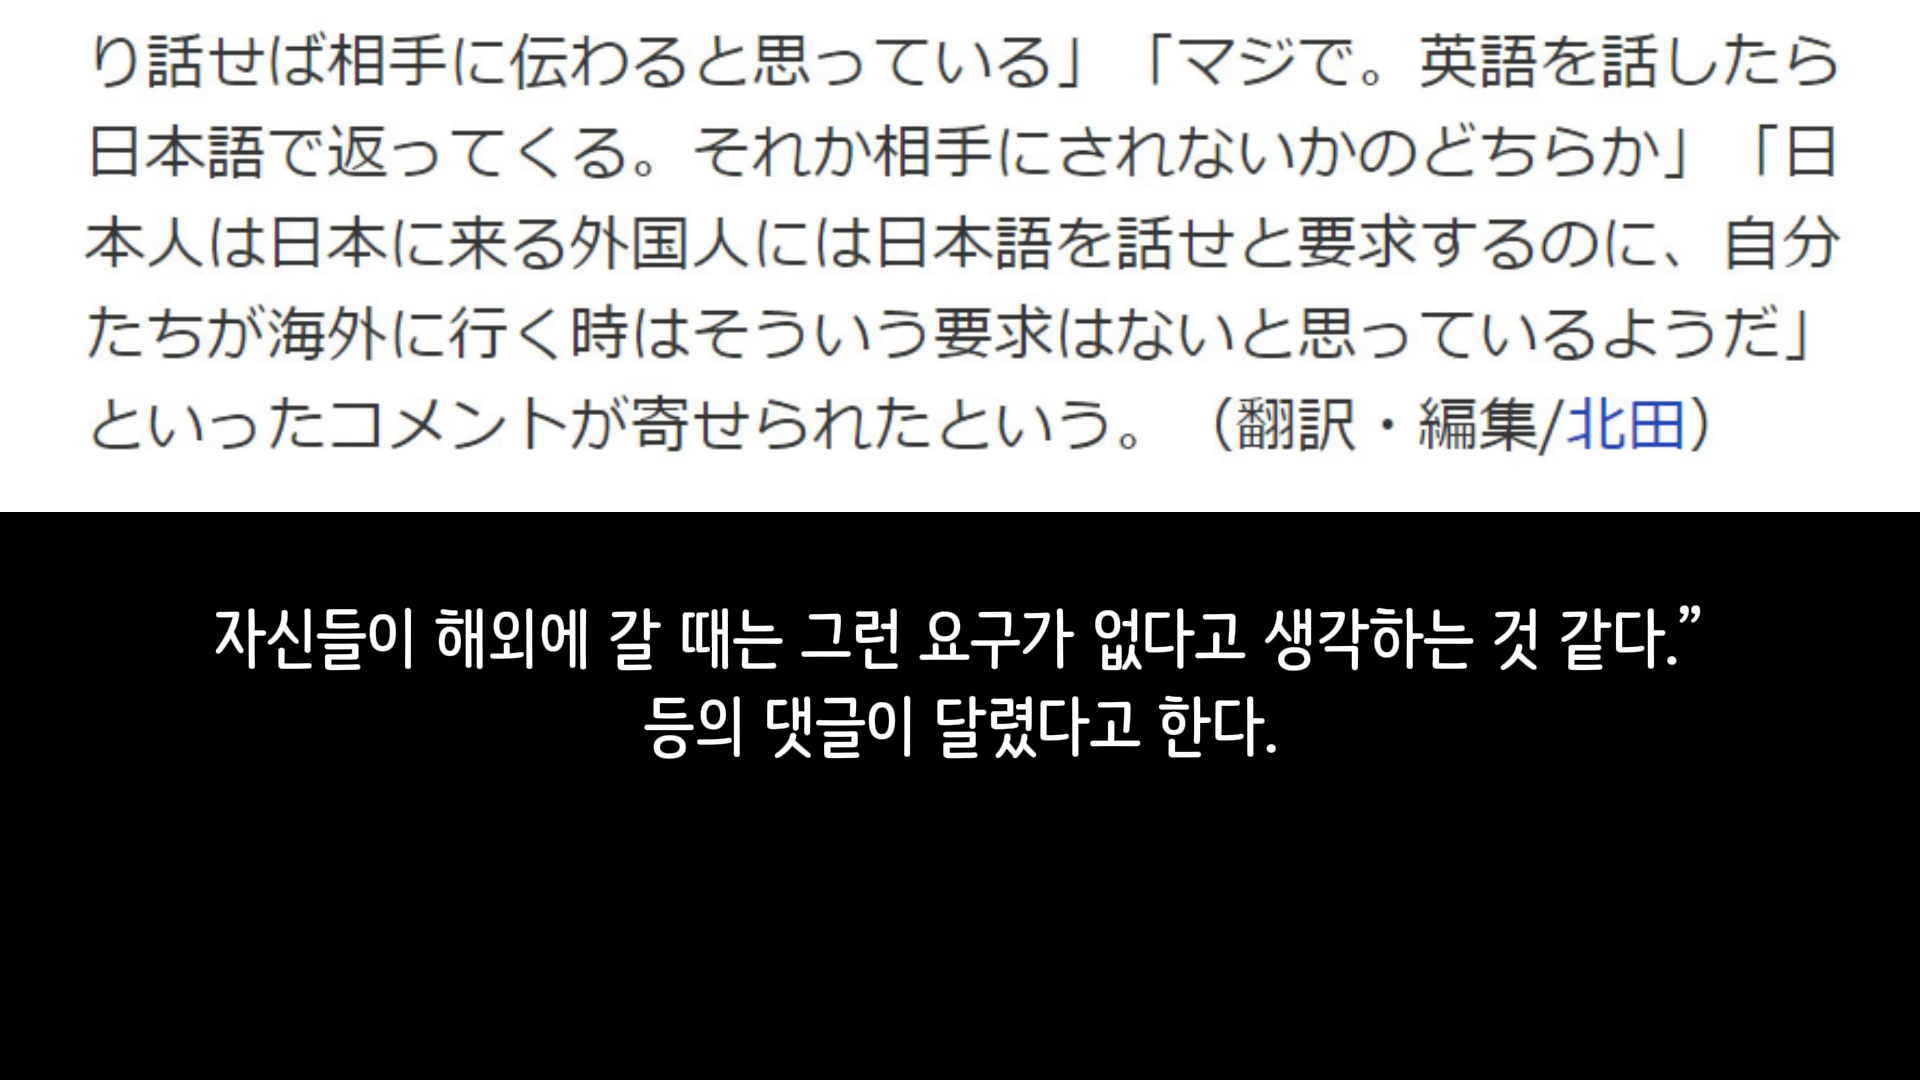 り話せば相手に伝わると思っている」「マジで。英語を話したら
日本語で返ってくる。それか相手にされないかのどちらか」「日
本人は日本に来る外国人には日本語を話せと要求するのに、自分
たちが海外に行く時はそういう要求はないと思っているようだ」
といったコメントが寄せられたという。（翻訳・編集/北田）
자신들이 해외에 갈 때는 그런 요구가 없다고 생각하는 것 같다.”
등의 댓글이 달렸다고 한다.